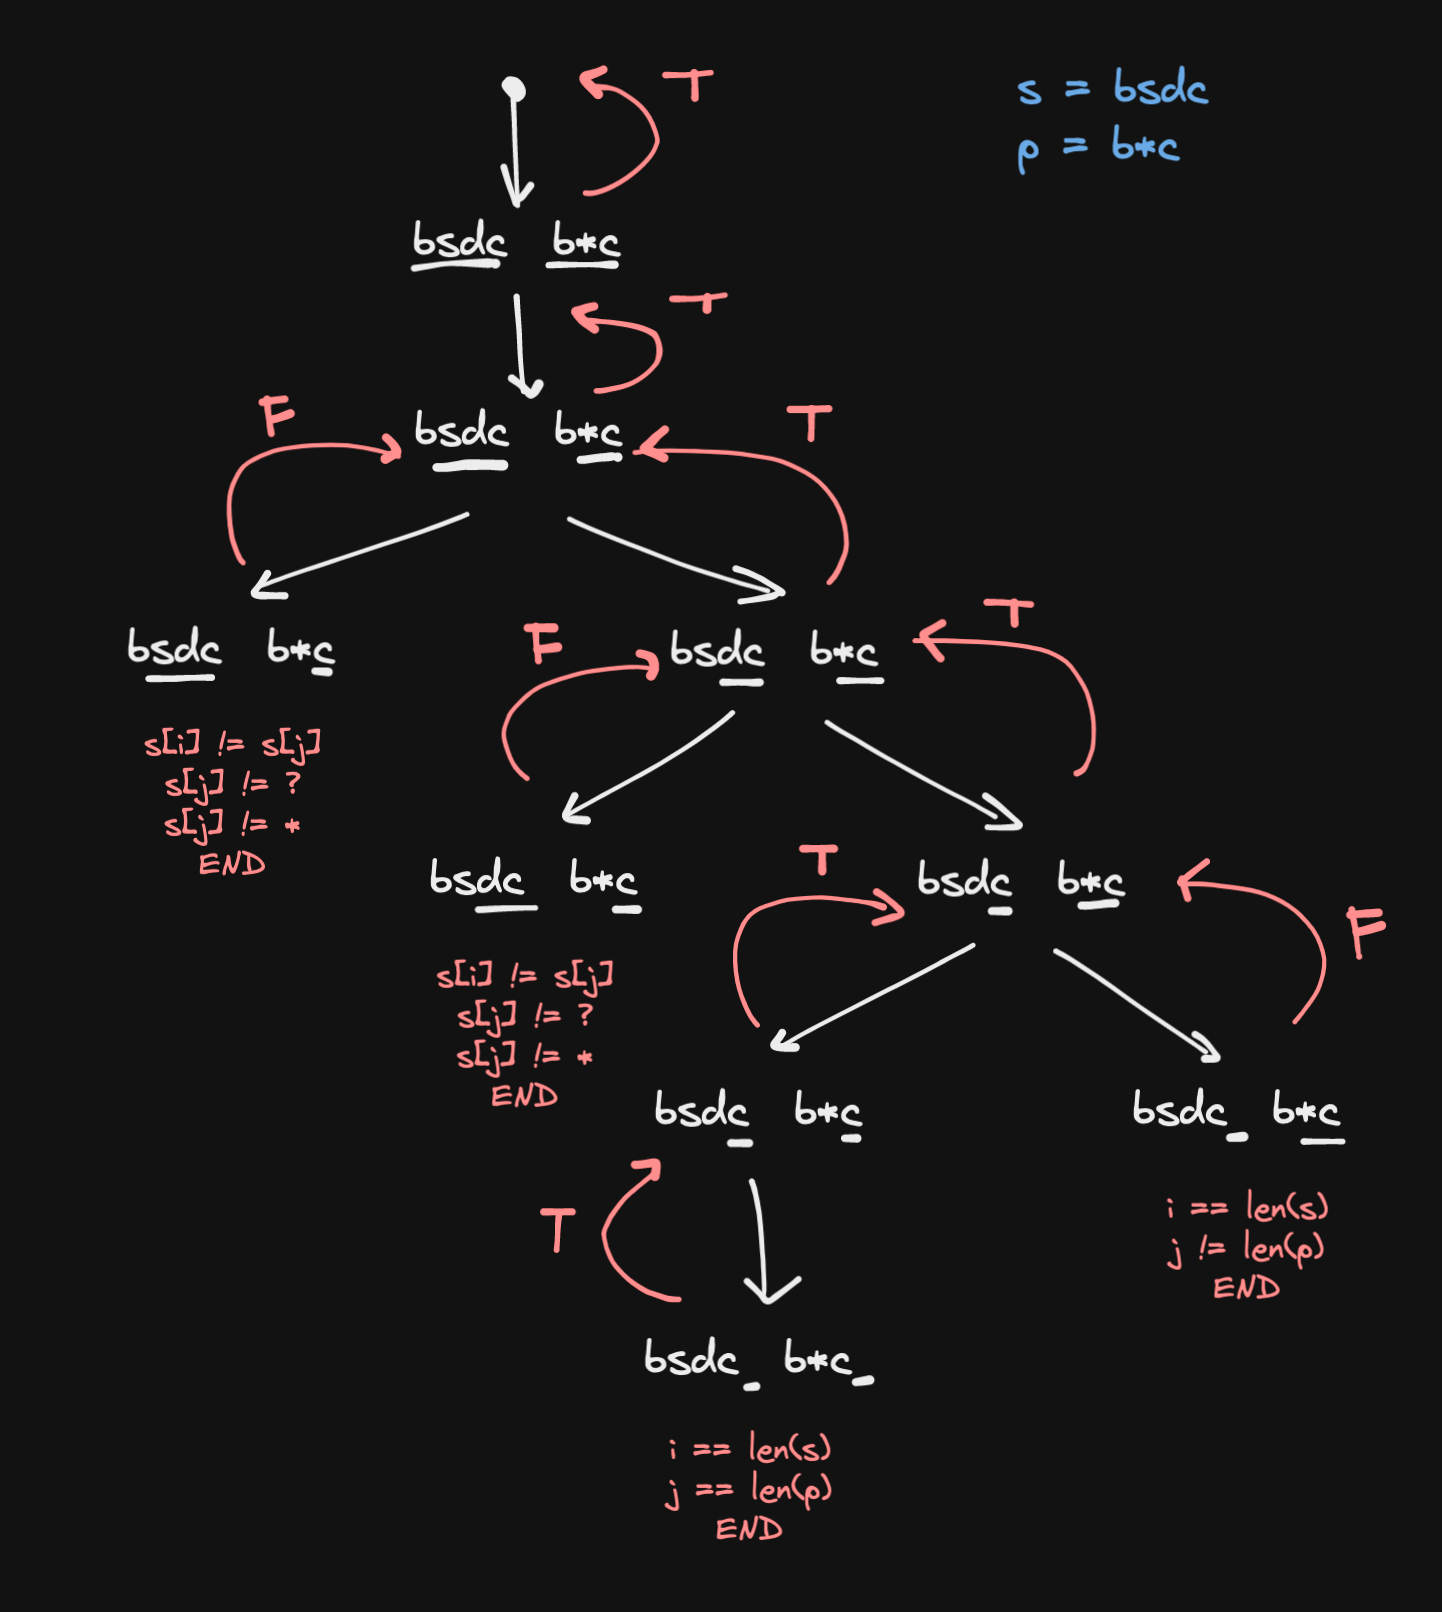 T
s = bsdc
p = b*c
bsdc b*c
T
F
bsdc b*c
T
bsdc b*c
s[i] != s[j]
s[j] != ?
s[j] != *
END
F
bsdc b*c
T
bsdc b*c
s[i] != s[j]
s[j] != ?
s[j] != *
END
T
bsdc b*c
F
bsdc b*c
bsdc_ b*c
i == len(s)
j != len(p)
END
T
bsdc_ b*c_
i == len(s)
j == len(p)
END